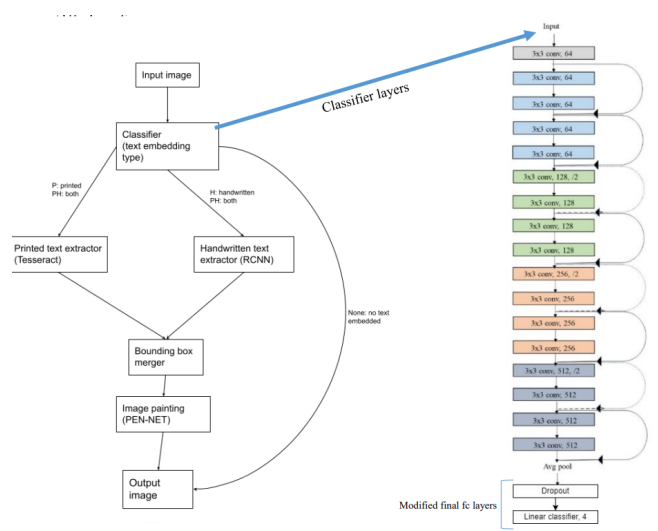 Input image
Classifier
(text embedding
type)
P: printed
PH: both
H: handwritten
PH: both
Printed text extractor
(Tesseract)
Handwritten text
extractor (RCNN)
None: no text
embedded
Bounding box
merger
Image painting
(PEN-NET)
Output
image
Classifier layers
Input
3x3 conv, 64
3x3 conv, 64
3x3 conv, 64
3x3 conv, 64
3x3 conv, 64
3x3 conv, 128, /2
3x3 conv, 128
3x3 conv, 128
3x3 conv, 128
3x3 conv, 256, /2
3x3 conv, 256
3x3 conv, 256
3x3 conv, 256
3x3 conv, 512, /2
3x3 conv, 512
3x3 conv, 512
3x3 conv, 512
Avg pool
Modified final fc layers
Dropout
Linear classifier, 4